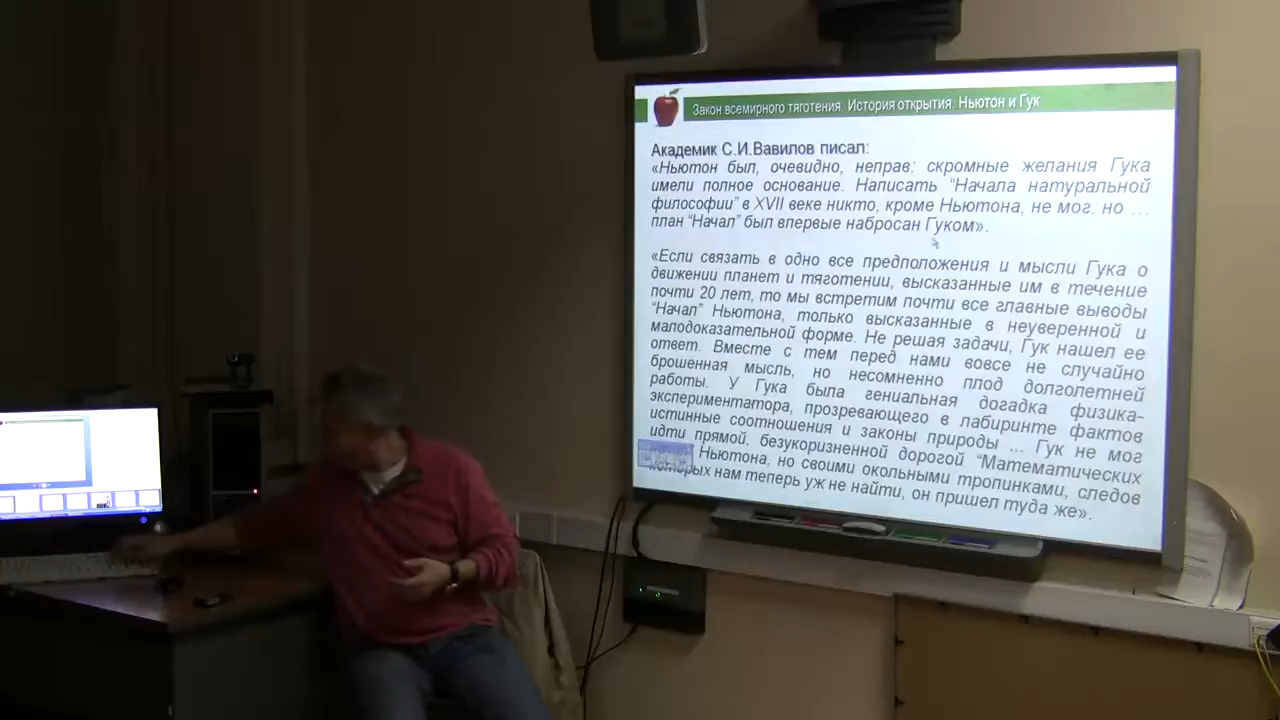 Закон всемирного тяготения. История открытия. Ньютон и Гук
Академик С.И.Вавилов писал:
«Ньютон был, очевидно, неправ: скромные желания Гука
имели полное основание. Написать “Начала натуральной
философии” в XVII веке никто, кроме Ньютона, не мог, но …
план “Начал” был впервые набросан Гуком».
«Если связать в одно все предположения и мысли Гука о
движении планет и тяготении, высказанные им в течение
почти 20 лет, то мы встретим почти все главные выводы
“Начал” Ньютона, только высказанные в неуверенной и
малодоказательной форме. Не решая задачи, Гук нашел ее
ответ. Вместе с тем перед нами вовсе не случайно
брошенная мысль, но несомненно плод долголетней
работы. У Гука была гениальная догадка физика-
экспериментатора, прозревающего в лабиринте фактов
истинные соотношения и законы природы ... Гук не мог
идти прямой, безукоризненной дорогой “Математических
Ньютона, но своими окольными тропинками, следов
которых нам теперь уж не найти, он пришел туда же».